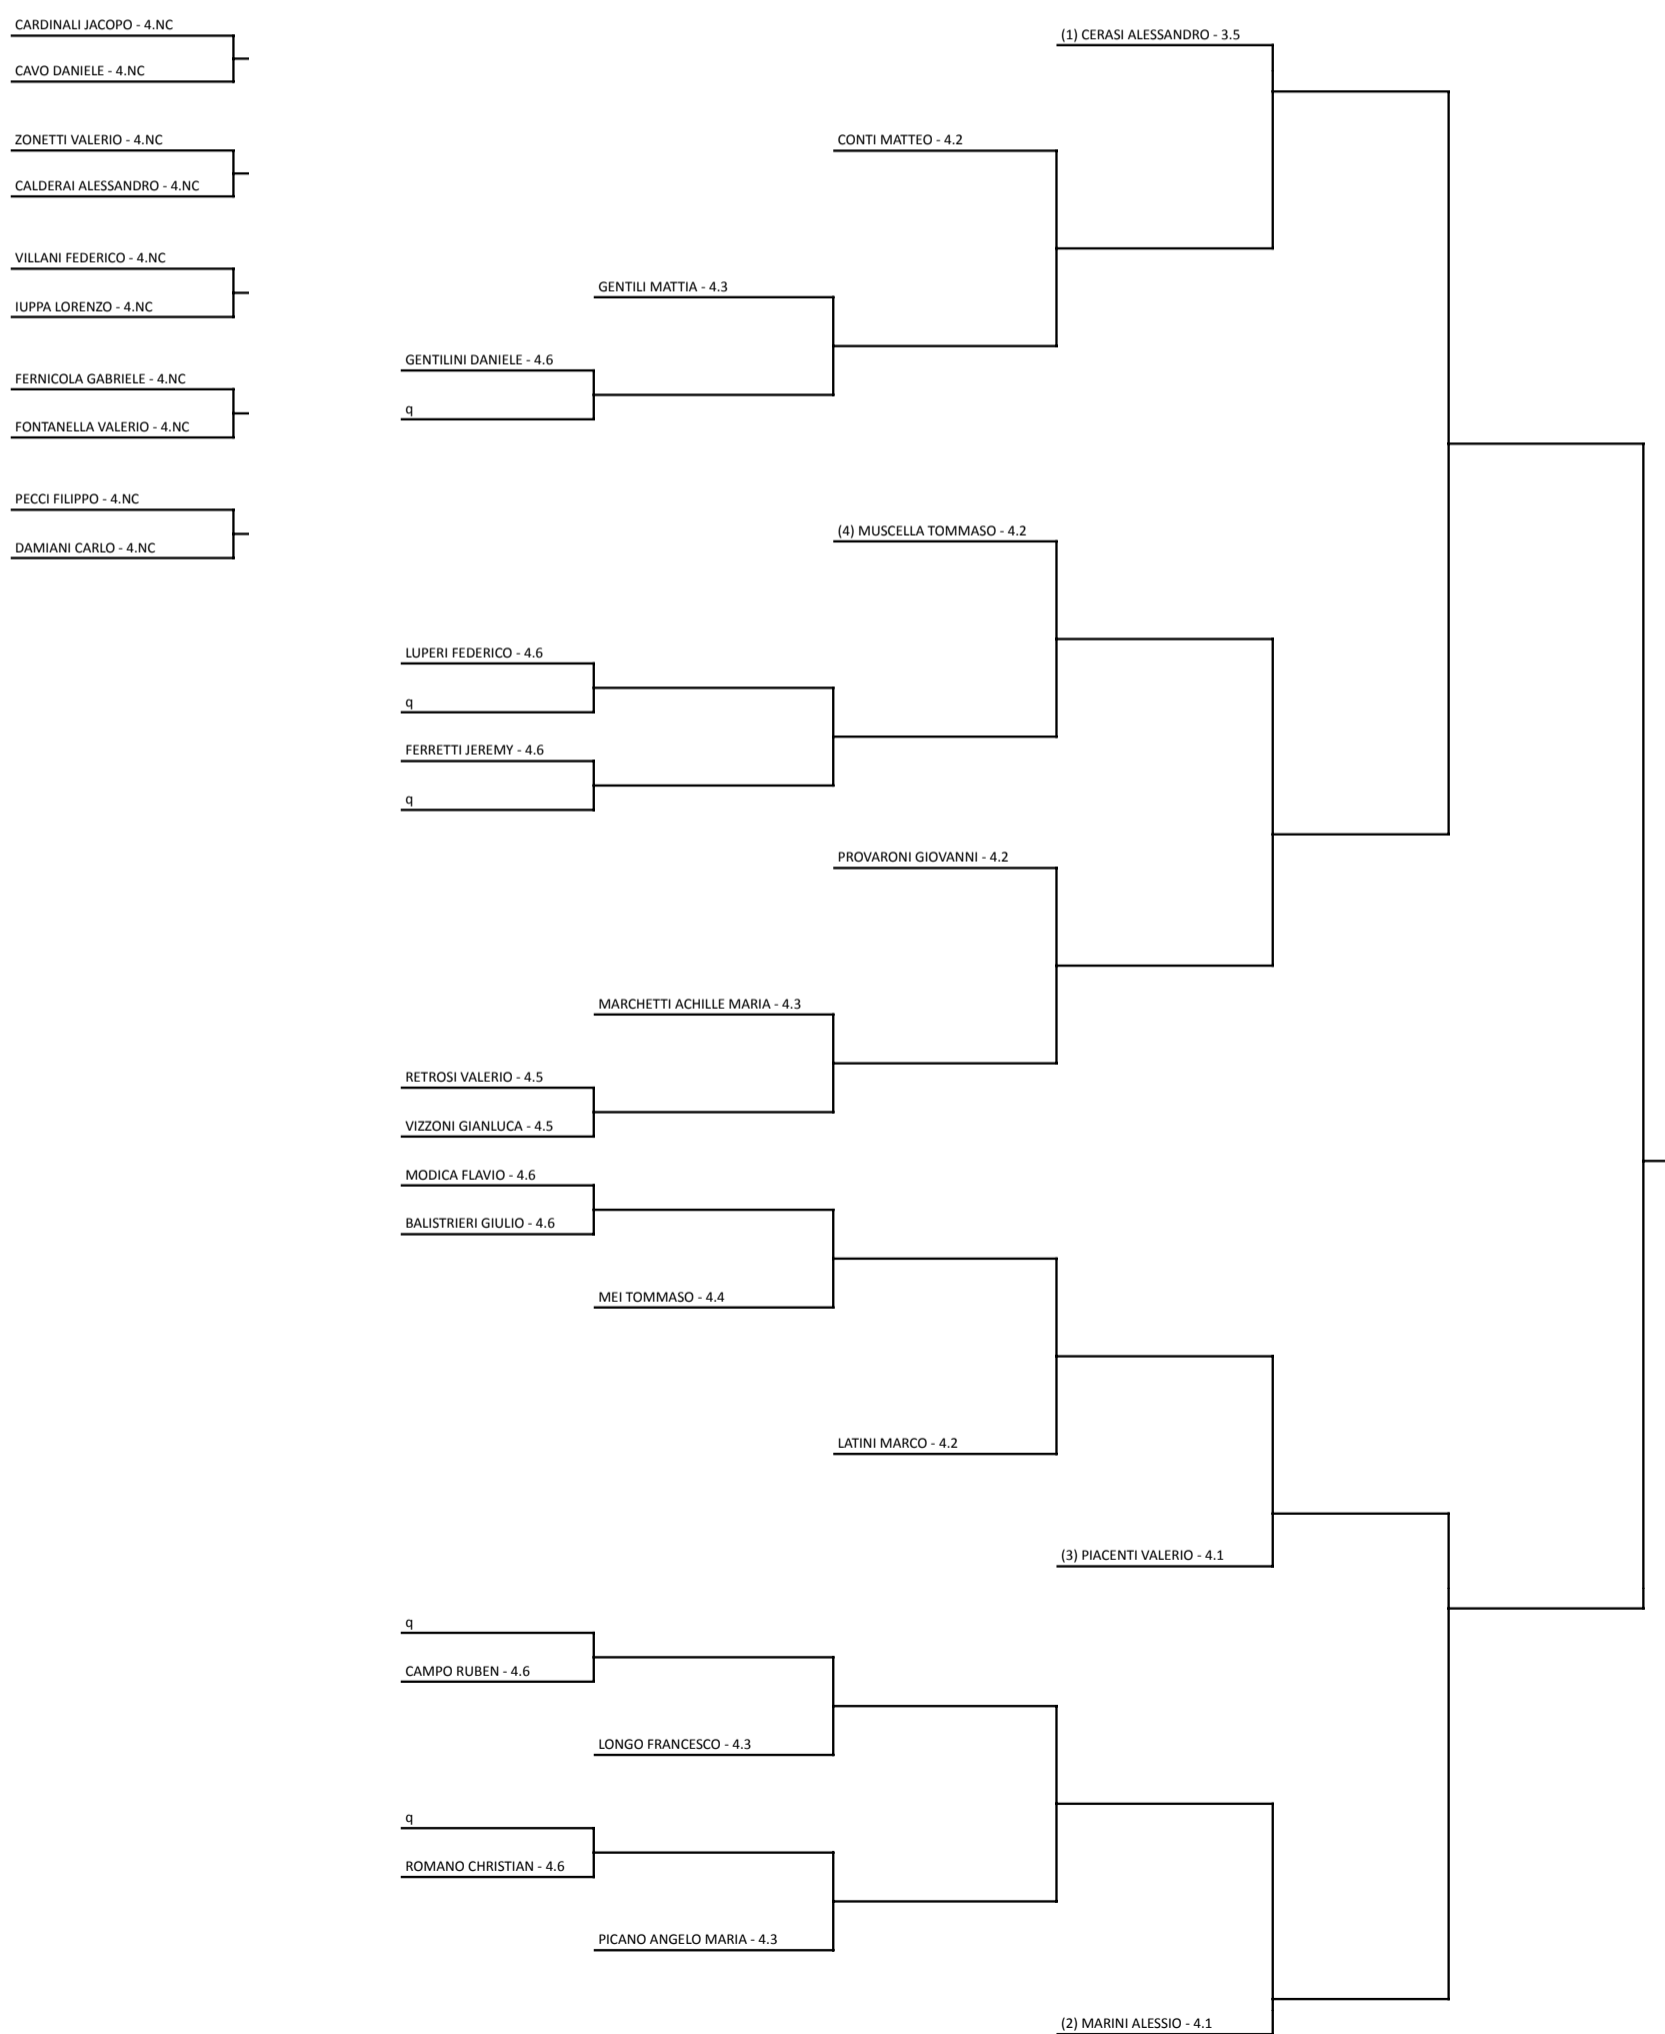 CARDINALI JACOPO - 4.NC
CAVO DANIELE - 4.NC
ZONETTI VALERIO - 4.NC
CALDERAI ALESSANDRO - 4.NC
VILLANI FEDERICO - 4.NC
IUPPA LORENZO - 4.NC
FERNICOLA GABRIELE - 4.NC
FONTANELLA VALERIO - 4.NC
PECCI FILIPPO - 4.NC
DAMIANI CARLO - 4.NC
GENTILINI DANIELE - 4.6
q
LUPERI FEDERICO - 4.6
q
FERRETTI JEREMY - 4.6
q
RETROSI VALERIO - 4.5
VIZZONI GIANLUCA - 4.5
MODICA FLAVIO - 4.6
BALISTRIERI GIULIO - 4.6
q
CAMPO RUBEN - 4.6
q
ROMANO CHRISTIAN - 4.6
GENTILI MATTIA - 4.3
MARCHETTI ACHILLE MARIA - 4.3
MEI TOMMASO - 4.4
LONGO FRANCESCO - 4.3
PICANO ANGELO MARIA - 4.3
CONTI MATTEO - 4.2
(4) MUSCELLA TOMMASO - 4.2
PROVARONI GIOVANNI - 4.2
LATINI MARCO - 4.2
(1) CERASI ALESSANDRO - 3.5
(3) PIACENTI VALERIO - 4.1
(2) MARINI ALESSIO - 4.1